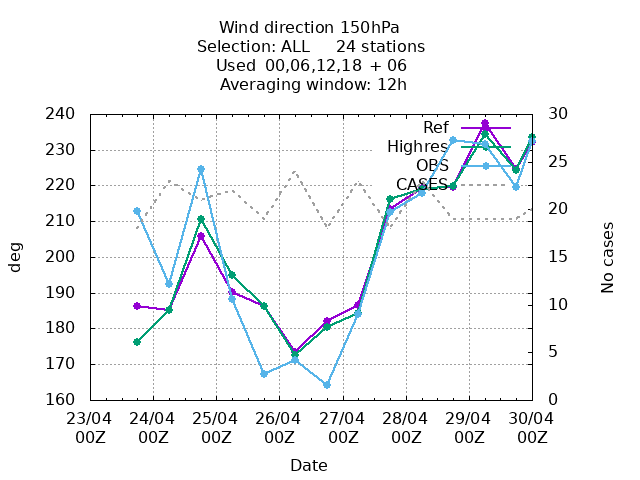 Wind direction 150hPa
Selection: ALL 24 stations
Used 00,06,12,18 + 06
Averaging window: 12h
240 30
Ref
230 Highres 25
OBS
220 CASES 20
210
200 15
190 10
180
170 5
160 0
deg
No cases
23/04 24/04 25/04 26/04 27/04 28/04 29/04 30/04
00Z 00Z 00Z 00Z 00Z 00Z 00Z 00Z
Date